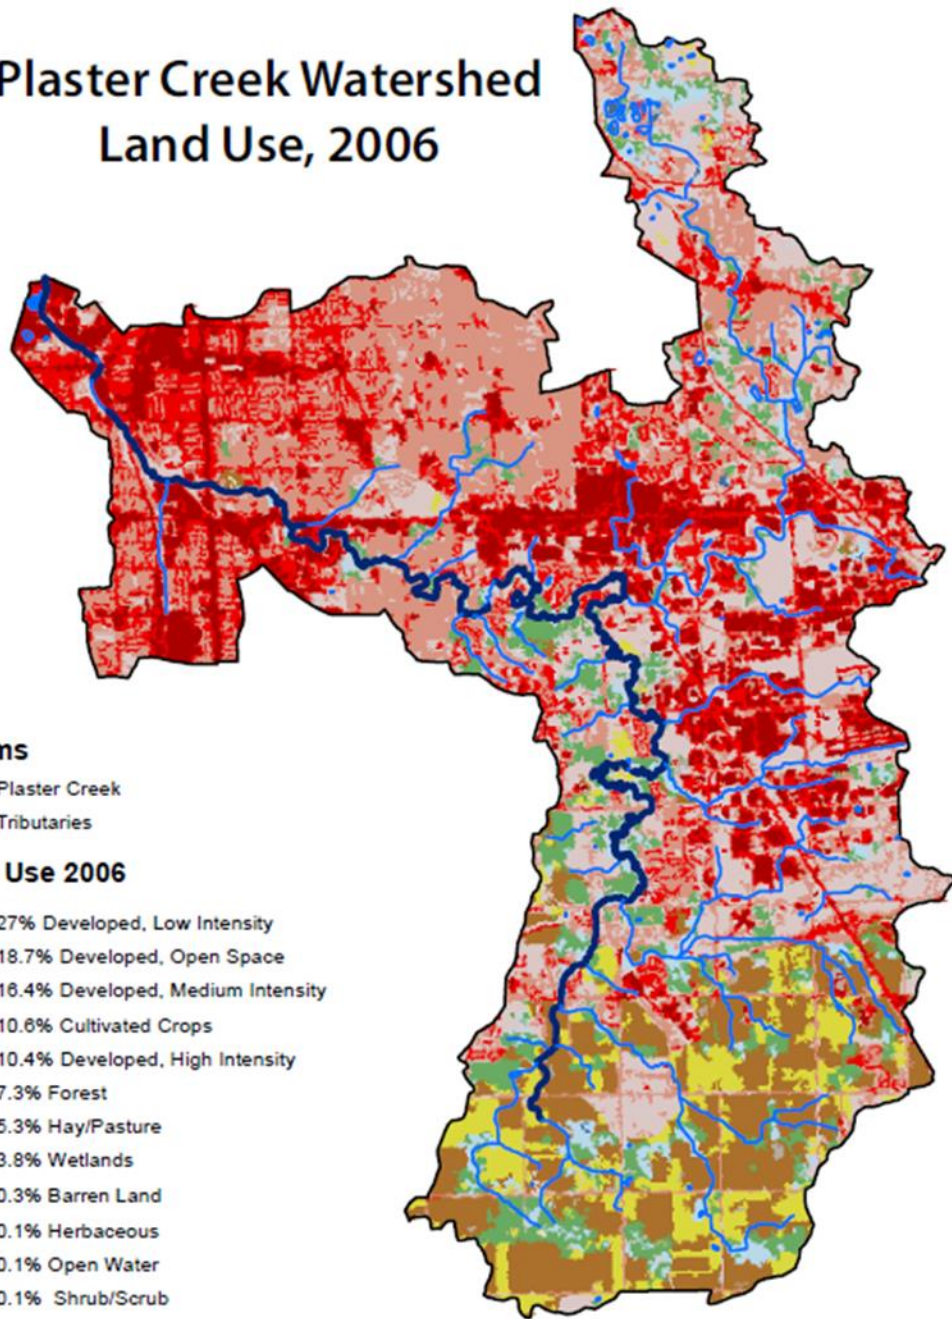 Plaster Creek Watershed
Land Use, 2006
ms
Plaster Creek
Tributaries
Use 2006
27% Developed, Low Intensity
18.7% Developed, Open Space
16.4% Developed, Medium Intensity
10.6% Cultivated Crops
10.4% Developed, High Intensity
7.3% Forest
5.3% Hay/Pasture
3.8% Wetlands
0.3% Barren Land
0.1% Herbaceous
0.1% Open Water
0.1% Shrub/Scrub